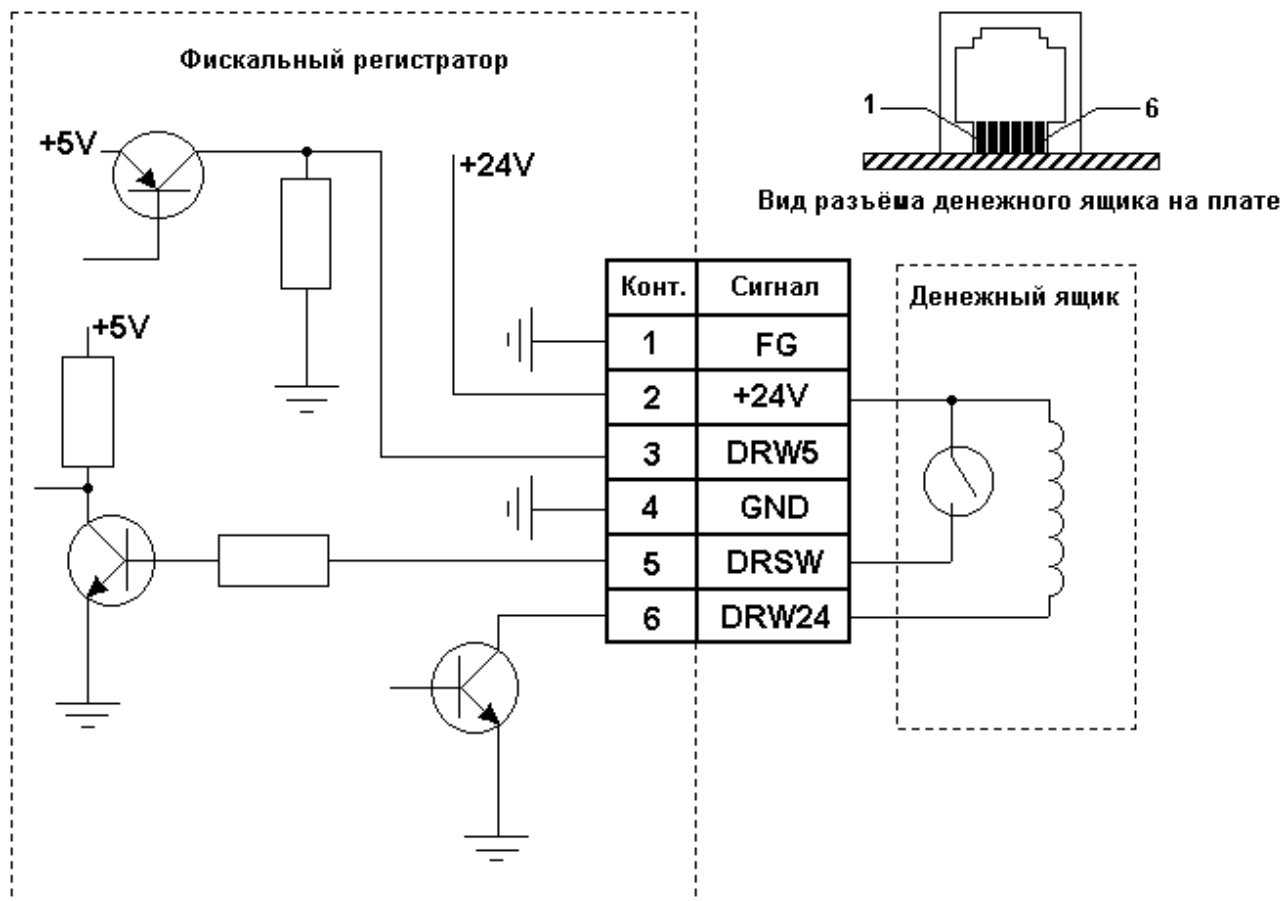 Фискальный регистратор
1
6
Вид разъёма денежного ящика на плате
+5V
+24V
+5V
Конт. Сигнал
1 FG
2 +24V
3 DRW5
4 GND
5 DRSW
6 DRW24
Денежный ящик